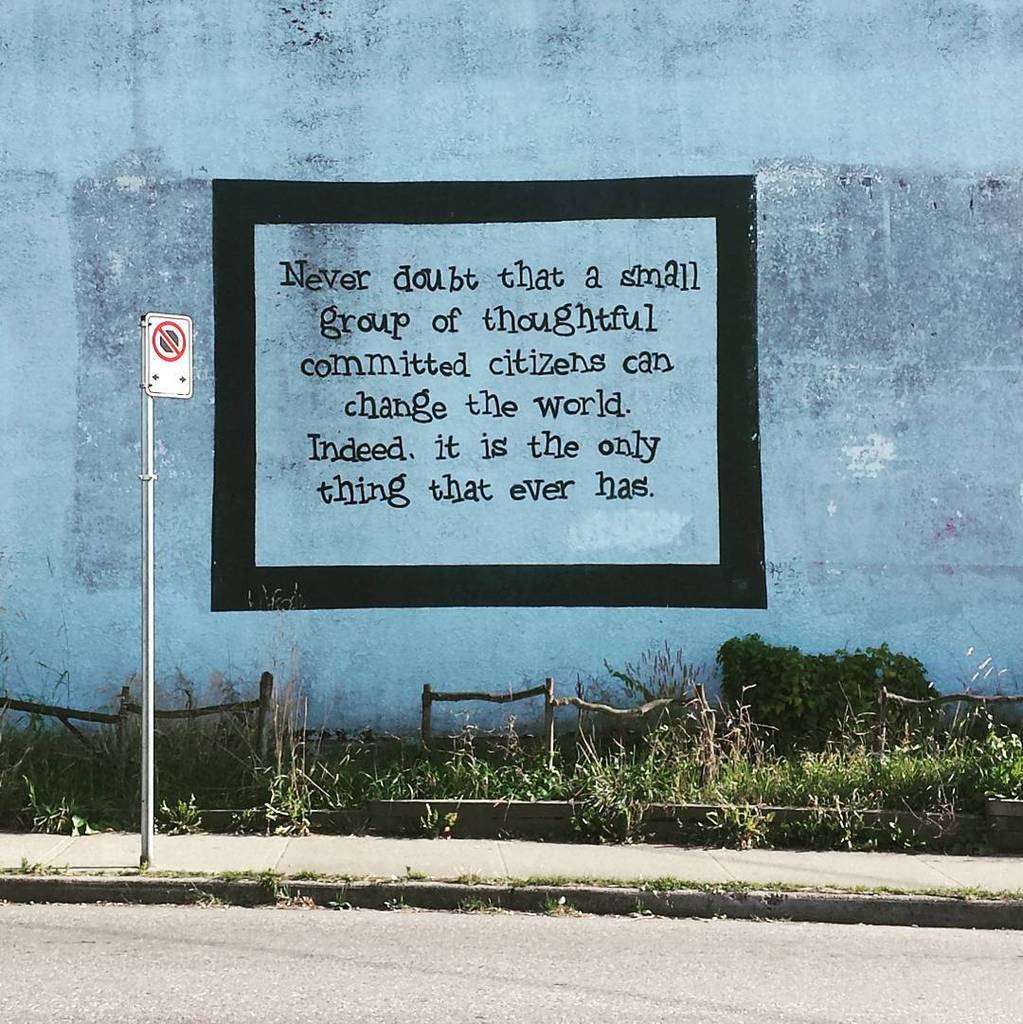 Never doubt that a small
group of thoughtful
committed citizens can
change the world.
Indeed. it is the only
thing that ever has.